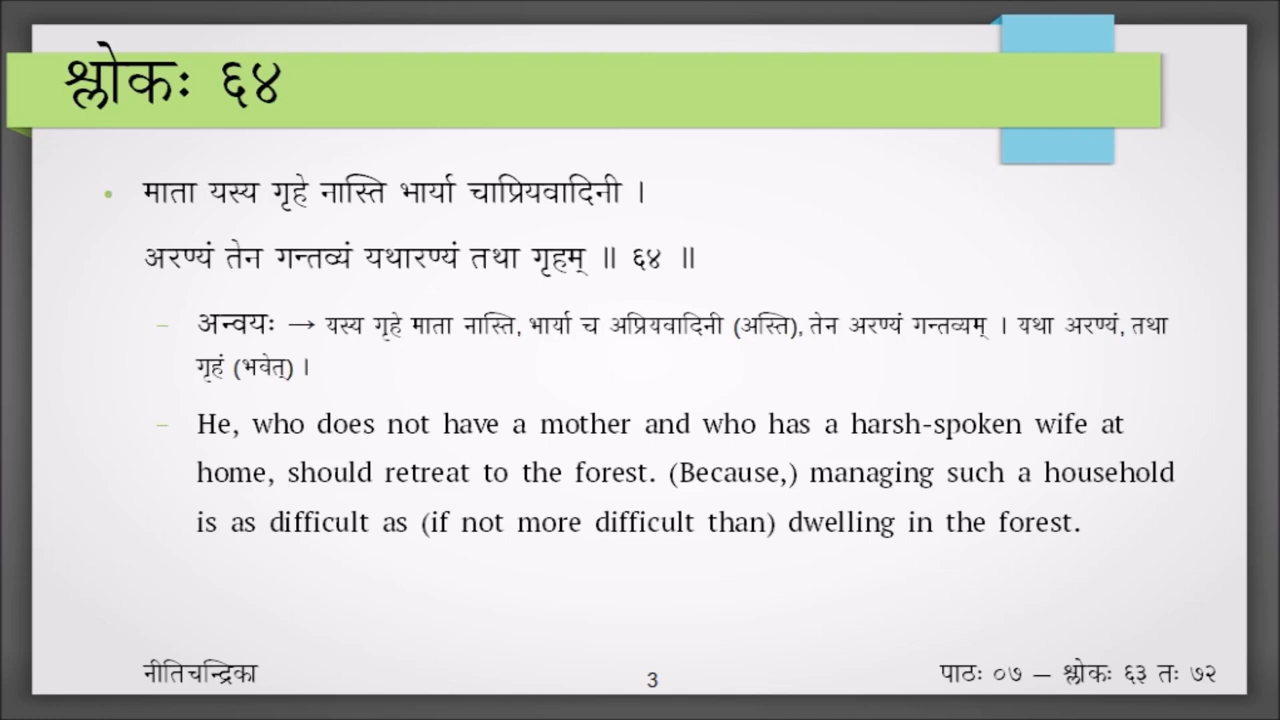 श्लोकः ६४
माता यस्य गृहे नास्ति भार्या चाप्रियवादिनी ।
अरण्यं तेन गन्तव्यं यथारण्यं तथा गृहम् ॥ ६४ ॥
– अन्वयः → यस्य गृहे माता नास्ति, भार्या च अप्रियवादिनी (अस्ति), तेन अरण्यं गन्तव्यम् । यथा अरण्यं, तथा
गृहं (भवेत्) ।
– He, who does not have a mother and who has a harsh-spoken wife at
home, should retreat to the forest. (Because,) managing such a household
is as difficult as (if not more difficult than) dwelling in the forest.
नीतिचन्द्रिका
3
पाठः ०७ – श्लोकः ६३ तः ७२